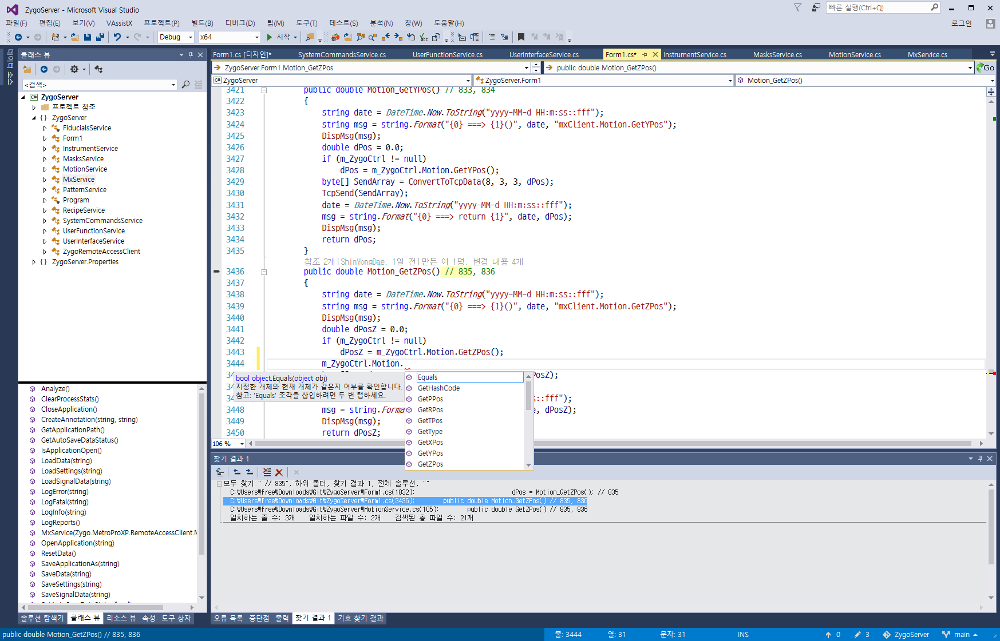 ZygoServer - Microsoft Visual Studio
빠른 실행(Ctrl+Q)
파일(F) 편집(E) 보기(V) VAssistX 프로젝트(P) 빌드(B) 디버그(D) 팀(M) 도구(T) 테스트(S) 분석(N) 창(W) 도움말(H)
로그인
Debug x64 시작
데이터 소스
클래스 뷰
<검색>
ZygoServer
프로젝트 참조
ZygoServer
FiducialsService
Form1
InstrumentService
MasksService
MotionService
MxService
PatternService
Program
RecipeService
SystemCommandsService
UserFunctionService
UserInterfaceService
ZygoRemoteAccessClient
ZygoServer.Properties
Analyze()
ClearProcessStats()
CloseApplication()
CreateAnnotation(string, string)
GetApplicationPath()
GetAutoSaveDataStatus()
IsApplicationOpen()
LoadData(string)
LoadSettings(string)
LoadSignalData(string)
LogError(string)
LogFatal(string)
LogInfo(string)
LogReports()
MxService(Zygo.MetroProXP.RemoteAccessClient.M
OpenApplication(string)
ResetData()
SaveApplicationAs(string)
SaveData(string)
SaveSettings(string)
SaveSignalData(string)
솔루션 탐색기 클래스 뷰 리소스 뷰 속성 도구 상자
Form1.cs [디자인]* SystemCommandsService.cs UserFunctionService.cs UserInterfaceService.cs Form1.cs* InstrumentService.cs MasksService.cs MotionService.cs MxService.cs
ZygoServer.Form1.Motion_GetZPos public double Motion_GetZPos() Go
ZygoServer ZygoServer.Form1 Motion_GetZPos()
3421 public double Motion_GetYPos() // 833, 834
3422 {
3423 string date = DateTime.Now.ToString("yyyy-MM-d HH:m:ss::fff");
3424 string msg = string.Format("{0} ===> {1}()", date, "mxClient.Motion.GetYPos");
3425 DispMsg(msg);
3426 double dPos = 0.0;
3427 if (m_ZygoCtrl != null)
3428 dPos = m_ZygoCtrl.Motion.GetYPos();
3429 byte[] SendArray = ConvertToTcpData(8, 3, 3, dPos);
3430 TcpSend(SendArray);
3431 date = DateTime.Now.ToString("yyyy-MM-d HH:m:ss::fff");
3432 msg = string.Format("{0} ===> return {1}", date, dPos);
3433 DispMsg(msg);
3434 return dPos;
3435 }
참조 2개|ShinYongDae, 1일 전|만든 이 1명, 변경 내용 4개
3436 public double Motion_GetZPos() // 835, 836
3437 {
3438 string date = DateTime.Now.ToString("yyyy-MM-d HH:m:ss::fff");
3439 string msg = string.Format("{0} ===> {1}()", date, "mxClient.Motion.GetZPos");
3440 DispMsg(msg);
3441 double dPosZ = 0.0;
3442 if (m_ZygoCtrl != null)
3443 dPosZ = m_ZygoCtrl.Motion.GetZPos();
3444 m_ZygoCtrl.Motion.
bool object.Equals(object obj)
지정한 개체와 현재 개체가 같은지 여부를 확인합니다.
참고: 'Equals' 조각을 삽입하려면 두 번 탭하세요.
Equals
GetHashCode
GetPPos
GetRPos
GetTPos
GetType
GetXPos
GetYPos
GetZPos
osZ);
s::fff");
3448 msg = string.Forma , dPosZ);
3449 DispMsg(msg);
3450 return dPosZ;
106 %
찾기 결과 1
모두 찾기 " // 835", 하위 폴더, 찾기 결과 1, 전체 솔루션, ""
C:₩Users₩free₩Downloads₩Git₩ZygoServer₩Form1.cs(1832): dPos = Motion_GetZPos(); // 835
C:₩Users₩free₩Downloads₩Git₩ZygoServer₩Form1.cs(3436): public double Motion_GetZPos() // 835, 836
C:₩Users₩free₩Downloads₩Git₩ZygoServer₩MotionService.cs(105): public double GetZPos() // 835, 836
일치하는 줄 수: 3개 일치하는 파일 수: 2개 검색된 총 파일 수: 21개
오류 목록 중단점 출력 찾기 결과 1 기호 찾기 결과
public double Motion_GetZPos() // 835, 836 줄: 3444 열: 31 문자: 31 INS 0 3 ZygoServer main